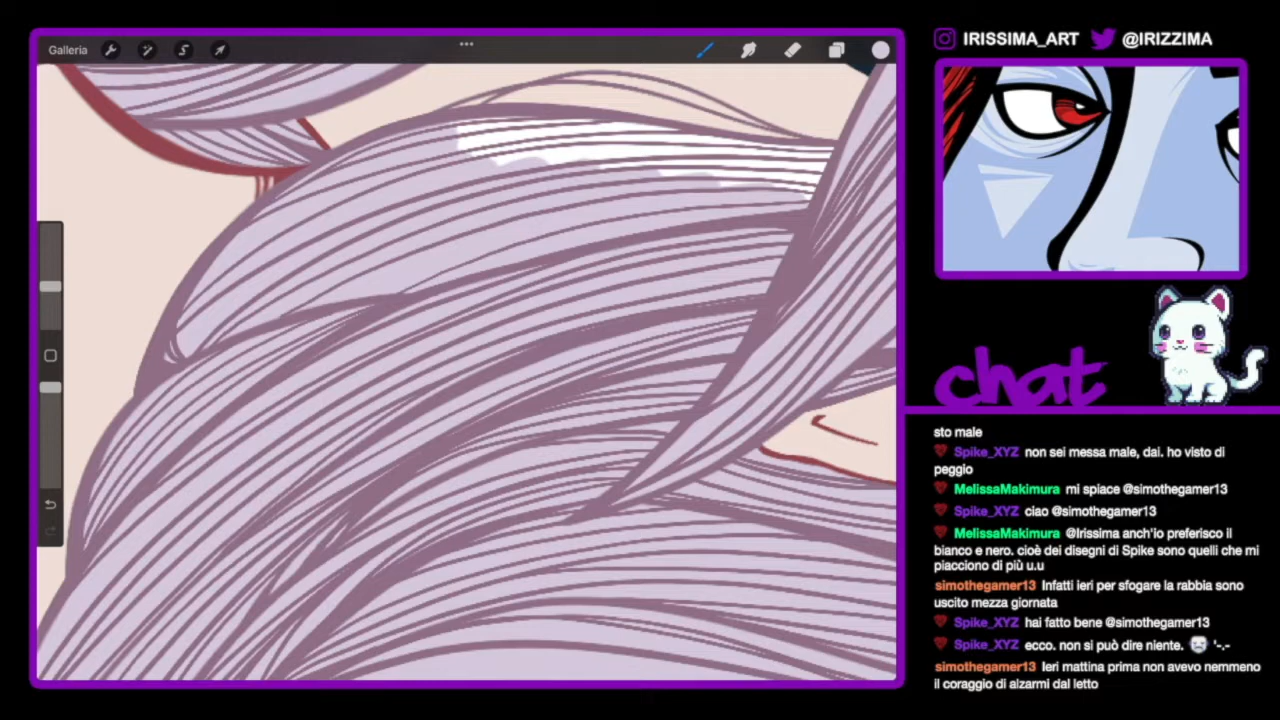 Galleria
IRISSIMA_ART @IRIZZIMA
chat
sto male
Spike_XYZ non sei messa male, dai. ho visto di
peggio
MelissaMakimura mi spiace @simothegamer13
Spike_XYZ ciao @simothegamer13
MelissaMakimura @Irissima anch'io preferisco il
bianco e nero. cioè dei disegni di Spike sono quelli che mi
piacciono di più u.u
simothegamer13 Infatti ieri per sfogare la rabbia sono
uscito mezza giornata
Spike_XYZ hai fatto bene @simothegamer13
Spike_XYZ ecco. non si può dire niente. '-.-
simothegamer13 Ieri mattina prima non avevo nemmeno
il coraggio di alzarmi dal letto